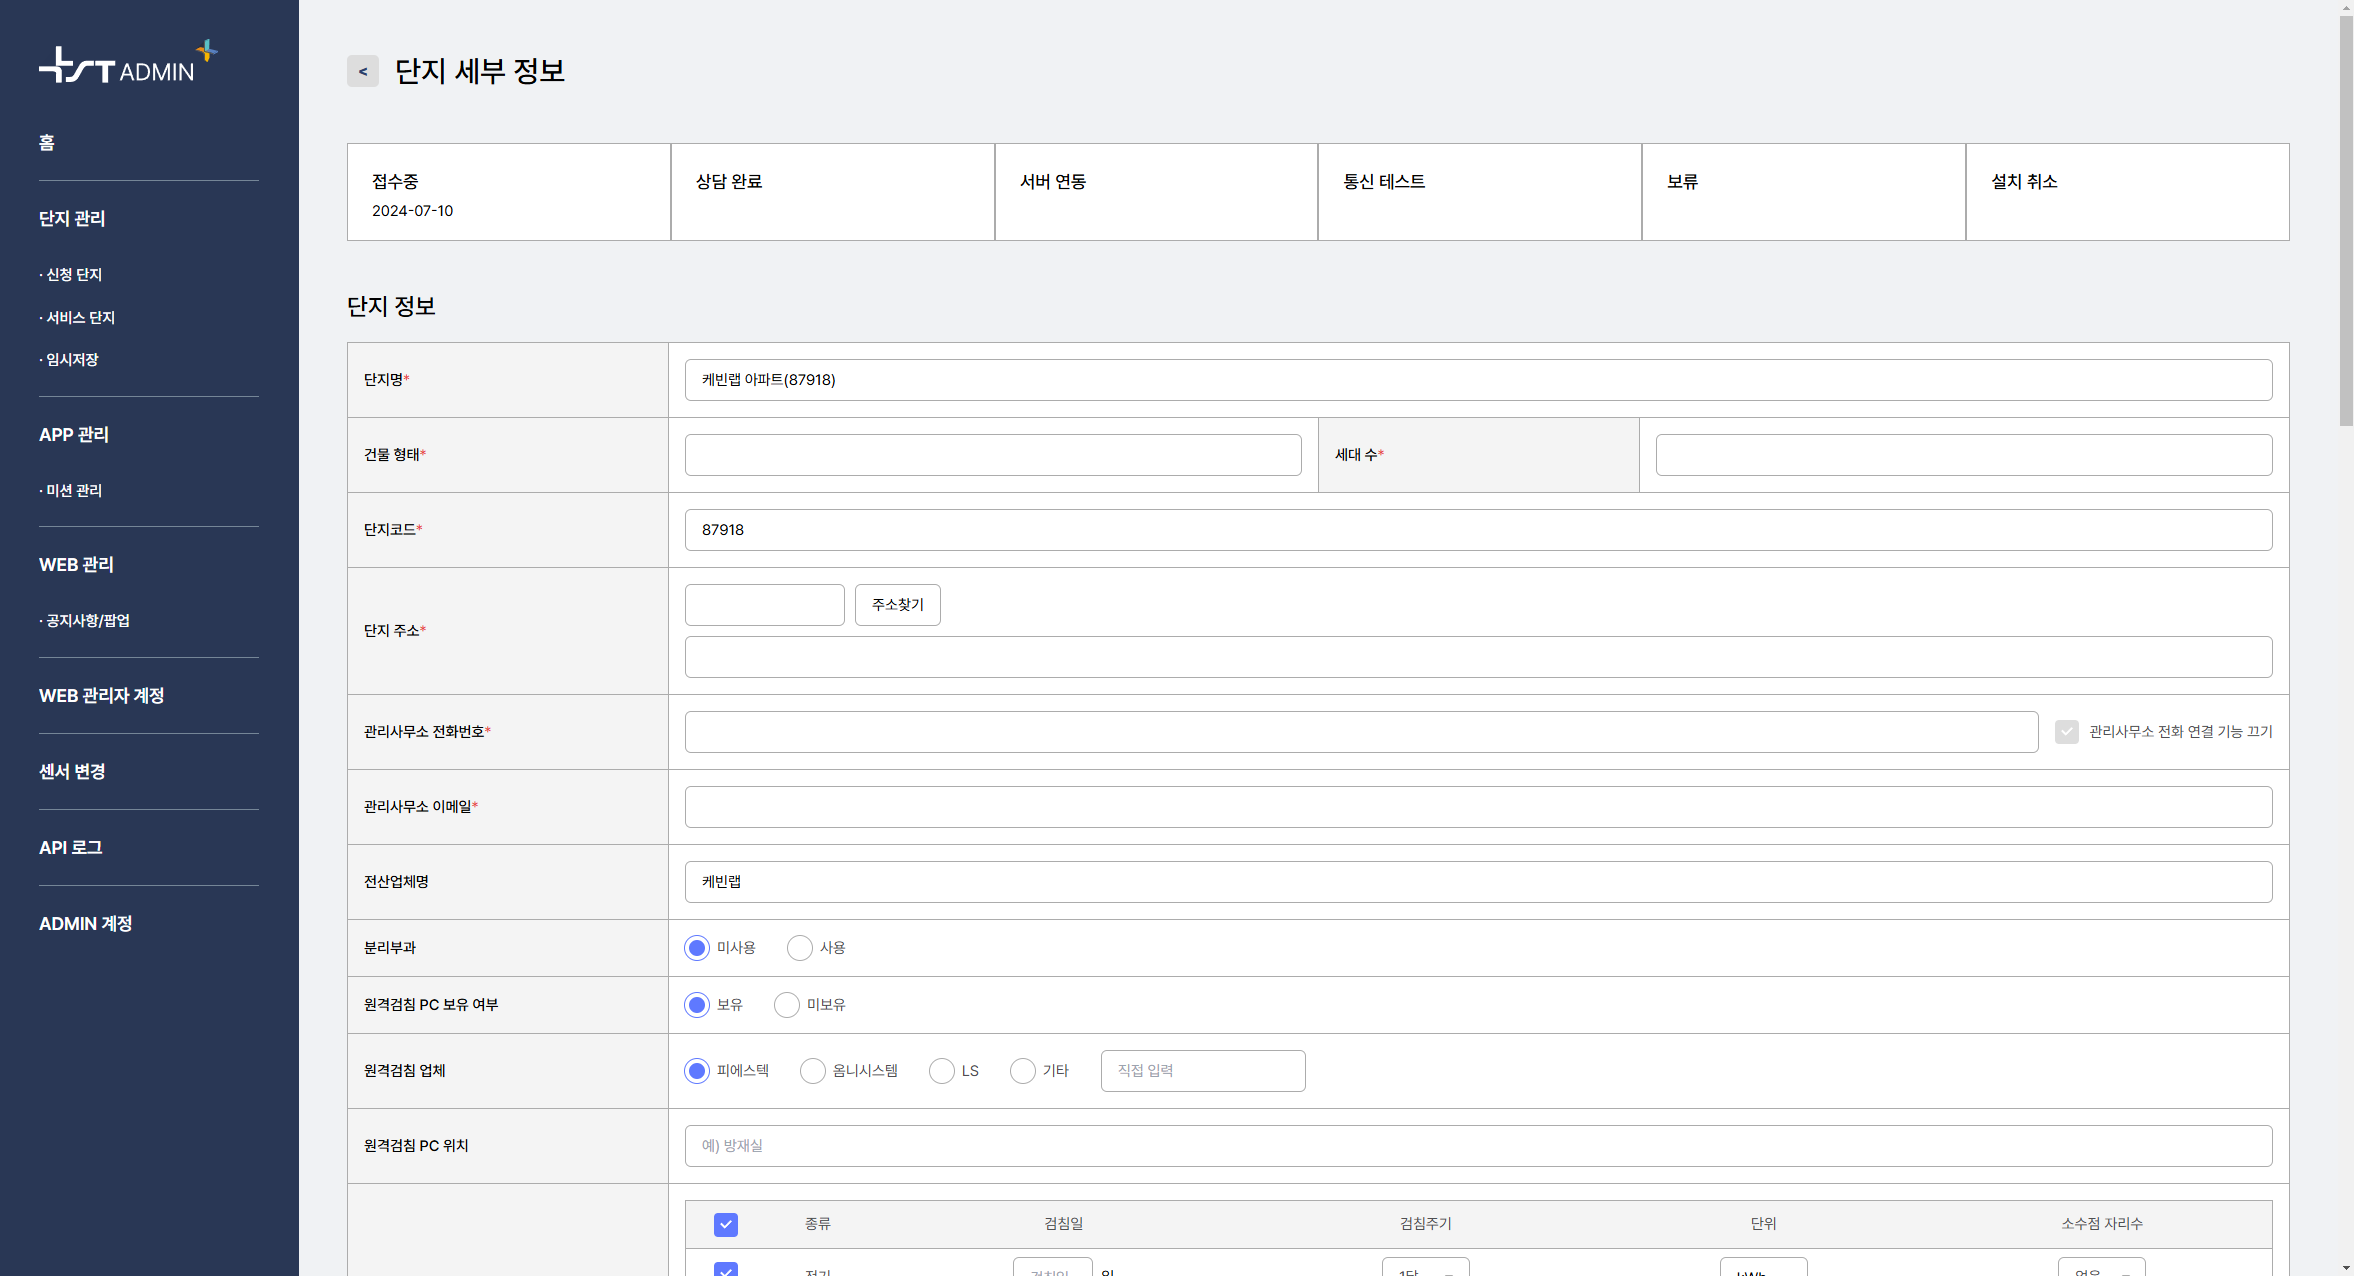 TST ADMIN
홈
단지 관리
· 신청 단지
· 서비스 단지
· 임시저장
APP 관리
· 미션 관리
WEB 관리
· 공지사항/팝업
WEB 관리자 계정
센서 변경
API 로그
ADMIN 계정
< 단지 세부 정보
접수중 상담 완료 서버 연동 통신 테스트 보류 설치 취소
2024-07-10
단지 정보
단지명* 케빈랩 아파트(87918)
건물 형태* 세대 수*
단지코드* 87918
주소찾기
단지 주소*
관리사무소 전화번호* 관리사무소 전화 연결 기능 끄기
관리사무소 이메일*
전산업체명 케빈랩
분리부과 미사용 사용
원격검침 PC 보유 여부 보유 미보유
원격검침 업체 피에스텍 옴니시스템 LS 기타 직접 입력
원격검침 PC 위치 예) 방재실
종류 검침일 검침주기 단위 소수점 자리수
전기 검침일 일 1달 kWh 없음